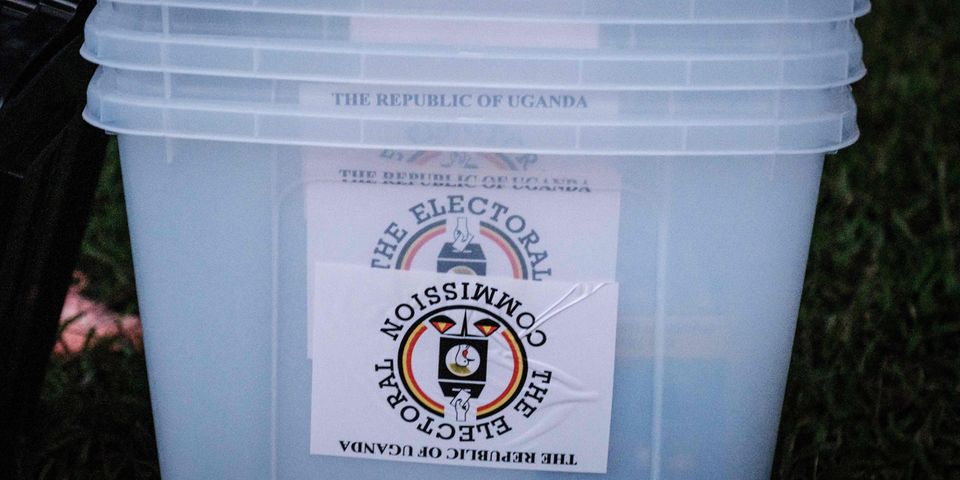 THE REPUBLIC OF UGANDA
THE REPUBLIC OF UGANDA
THE ELECTORAL
THE ELECTORAL COMMISSION
THE REPUBLIC OF UGANDA